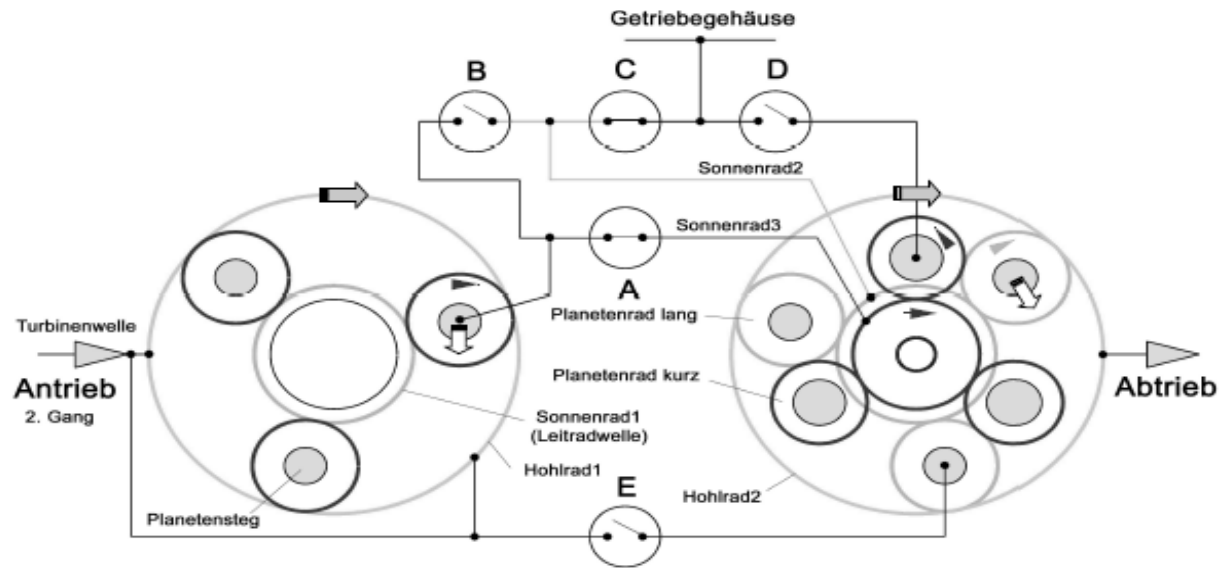 Getriebegehäuse
B
C
D
Sonnenrad2
Sonnenrad3
A
Turbinenwelle
Antrieb
2. Gang
Planetenrad lang
Planetenrad kurz
Abtrieb
Sonnenrad1
(Leitradwelle)
Hohlrad1
E
Hohlrad2
Planetensteg